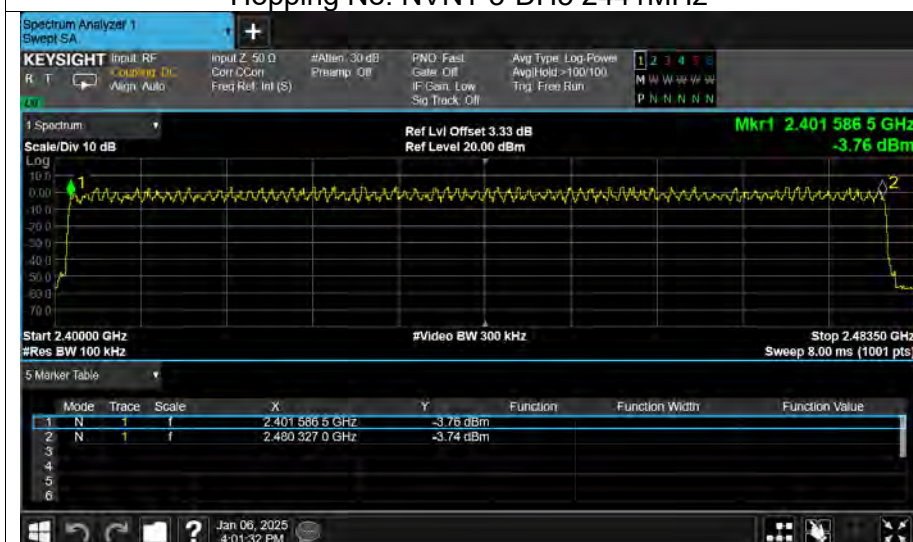 Hopping No. NVNT 3-DH5 2441MHz
Spectrum Analyzer 1
Swept SA
+
KEYSIGHT Input: RF Input Z: 50 Ω #Atten: 30 dB PNO: Fast Avg Type: Log-Power 1 2 3 4 5 6
R T Coupling: DC Corr CCorr Preamp: Off Gate: Off Avg|Hold: >100/100 M W W W W W
Align: Auto Freq Ref: Int (S) IF Gain: Low Trig: Free Run
Sig Track: Off P N N N N N
1 Spectrum
Ref Lvl Offset 3.33 dB Mkr1 2.401 586 5 GHz
Scale/Div 10 dB Ref Level 20.00 dBm -3.76 dBm
Log
10.0
1 2
0.00
-10.0
-20.0
-30.0
-40.0
-50.0
-60.0
-70.0
Start 2.40000 GHz #Video BW 300 kHz Stop 2.48350 GHz
#Res BW 100 kHz Sweep 8.00 ms (1001 pts)
5 Marker Table
Mode Trace Scale X Y Function Function Width Function Value
1 N 1 f 2.401 586 5 GHz -3.76 dBm
2 N 1 f 2.480 327 0 GHz -3.74 dBm
3
4
5
6
? Jan 06, 2025
4:01:32 PM